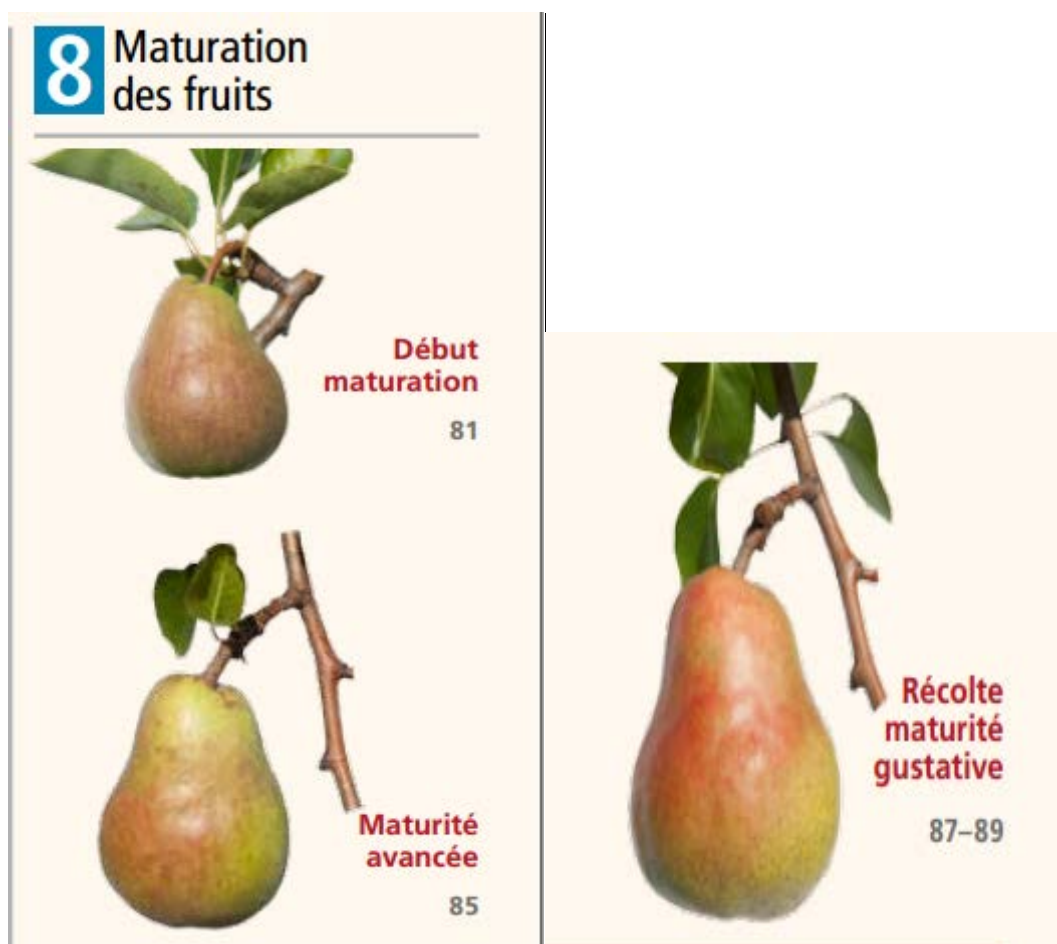 8 Maturation
des fruits
Début
maturation
81
Maturité
avancée
85
Récolte
maturité
gustative
87–89